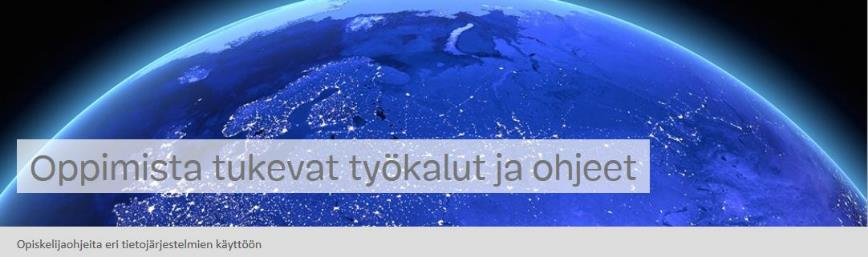 Oppimista tukevat työkalut ja ohjeet
Opiskelijaohjeita eri tietojärjestelmien käyttöön